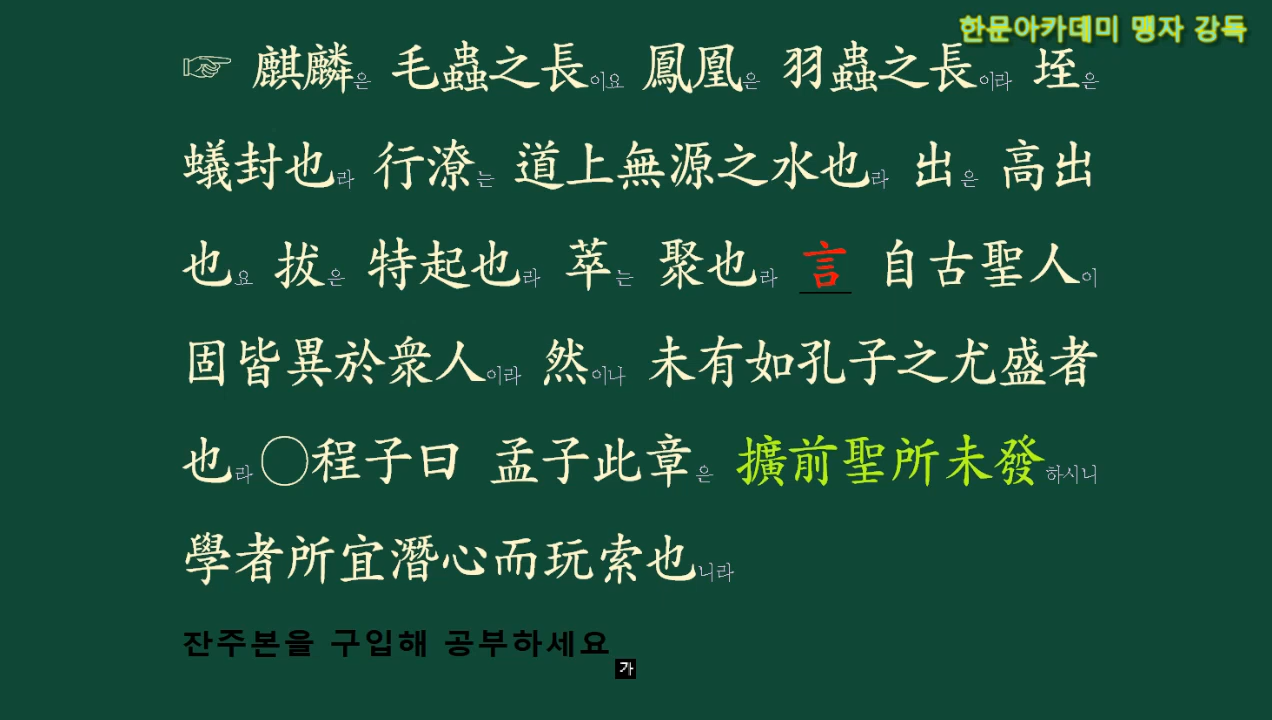 한문아카데미 맹자 강독
☞ 麒麟은 毛蟲之長이요 鳳凰은 羽蟲之長이라 垤은
蟻封也라 行潦는 道上無源之水也라 出은 高出
也요 拔은 特起也라 萃는 聚也라 言 自古聖人이
固皆異於衆人이라 然이나 未有如孔子之尤盛者
也라 ◯程子曰 孟子此章은 擴前聖所未發하시니
學者所宜潛心而玩索也니라
잔주본을 구입해 공부하세요
가